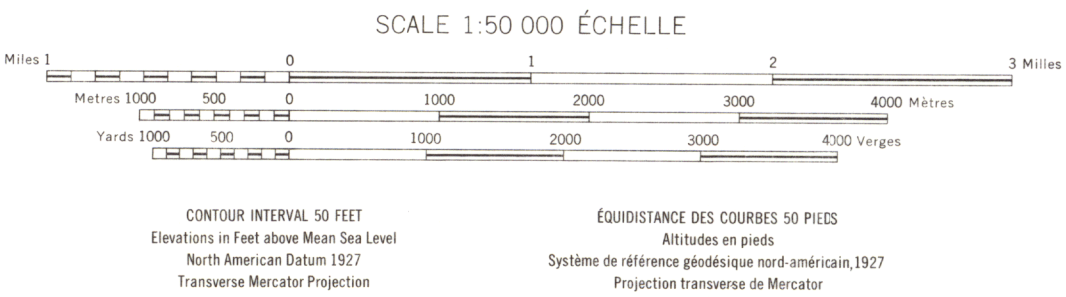 SCALE 1:50 000 ÉCHELLE
Miles 1 0 1 2 3 Milles
Metres 1000 500 0 1000 2000 3000 4000 Mètres
Yards 1000 500 0 1000 2000 3000 4000 Verges
CONTOUR INTERVAL 50 FEET
Elevations in Feet above Mean Sea Level
North American Datum 1927
Transverse Mercator Projection
ÉQUIDISTANCE DES COURBES 50 PIEDS
Altitudes en pieds
Système de référence géodésique nord-américain,1927
Projection transverse de Mercator